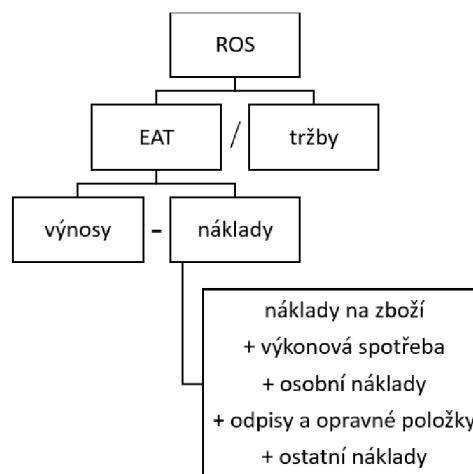 ROS
EAT / tržby
výnosy - náklady
náklady na zboží
+ výkonová spotřeba
+ osobní náklady
+ odpisy a opravné položky
+ ostatní náklady